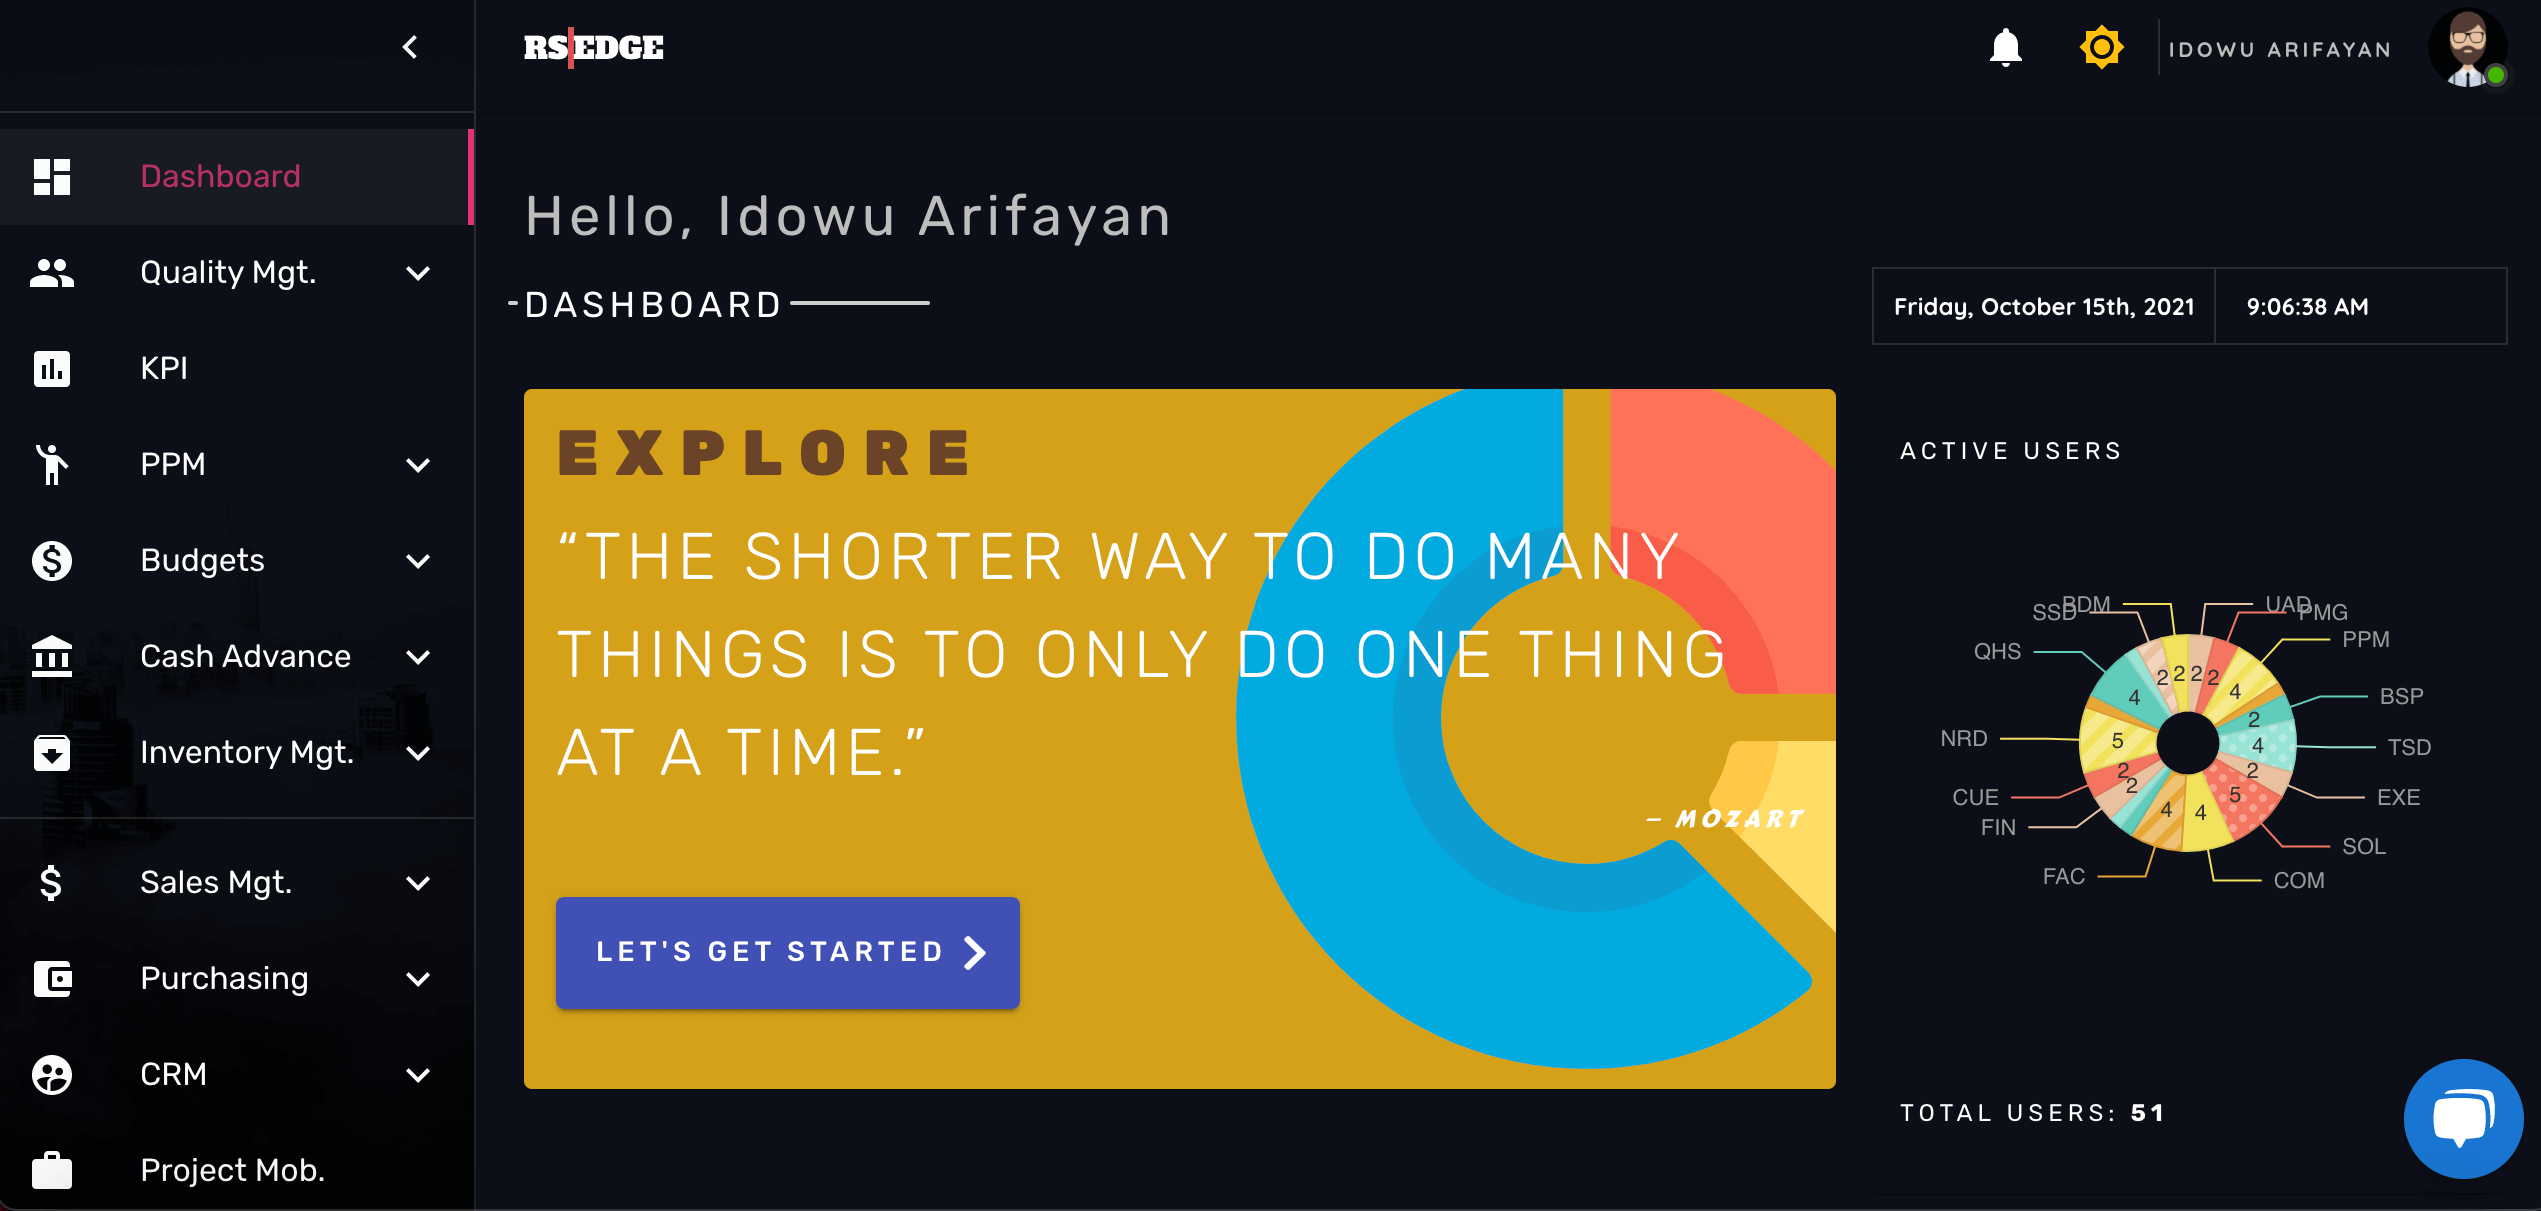 RS|EDGE
IDOWU ARIFAYAN
Dashboard
Quality Mgt.
KPI
PPM
Budgets
Cash Advance
Inventory Mgt.
Sales Mgt.
Purchasing
CRM
Project Mob.
Hello, Idowu Arifayan
DASHBOARD
Friday, October 15th, 2021
9:06:38 AM
EXPLORE
“THE SHORTER WAY TO DO MANY
THINGS IS TO ONLY DO ONE THING
AT A TIME.”
– MOZART
LET'S GET STARTED
ACTIVE USERS
UAD
2
PMG
2
PPM
4
BSP
2
TSD
4
EXE
2
SOL
5
COM
4
FAC
4
FIN
2
CUE
2
NRD
5
QHS
4
SSD
2
BDM
2
TOTAL USERS: 51